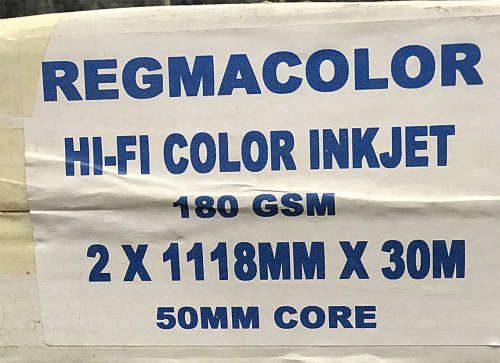 REGMACOLOR
HI-FI COLOR INKJET
180 GSM
2 X 1118MM X 30M
50MM CORE